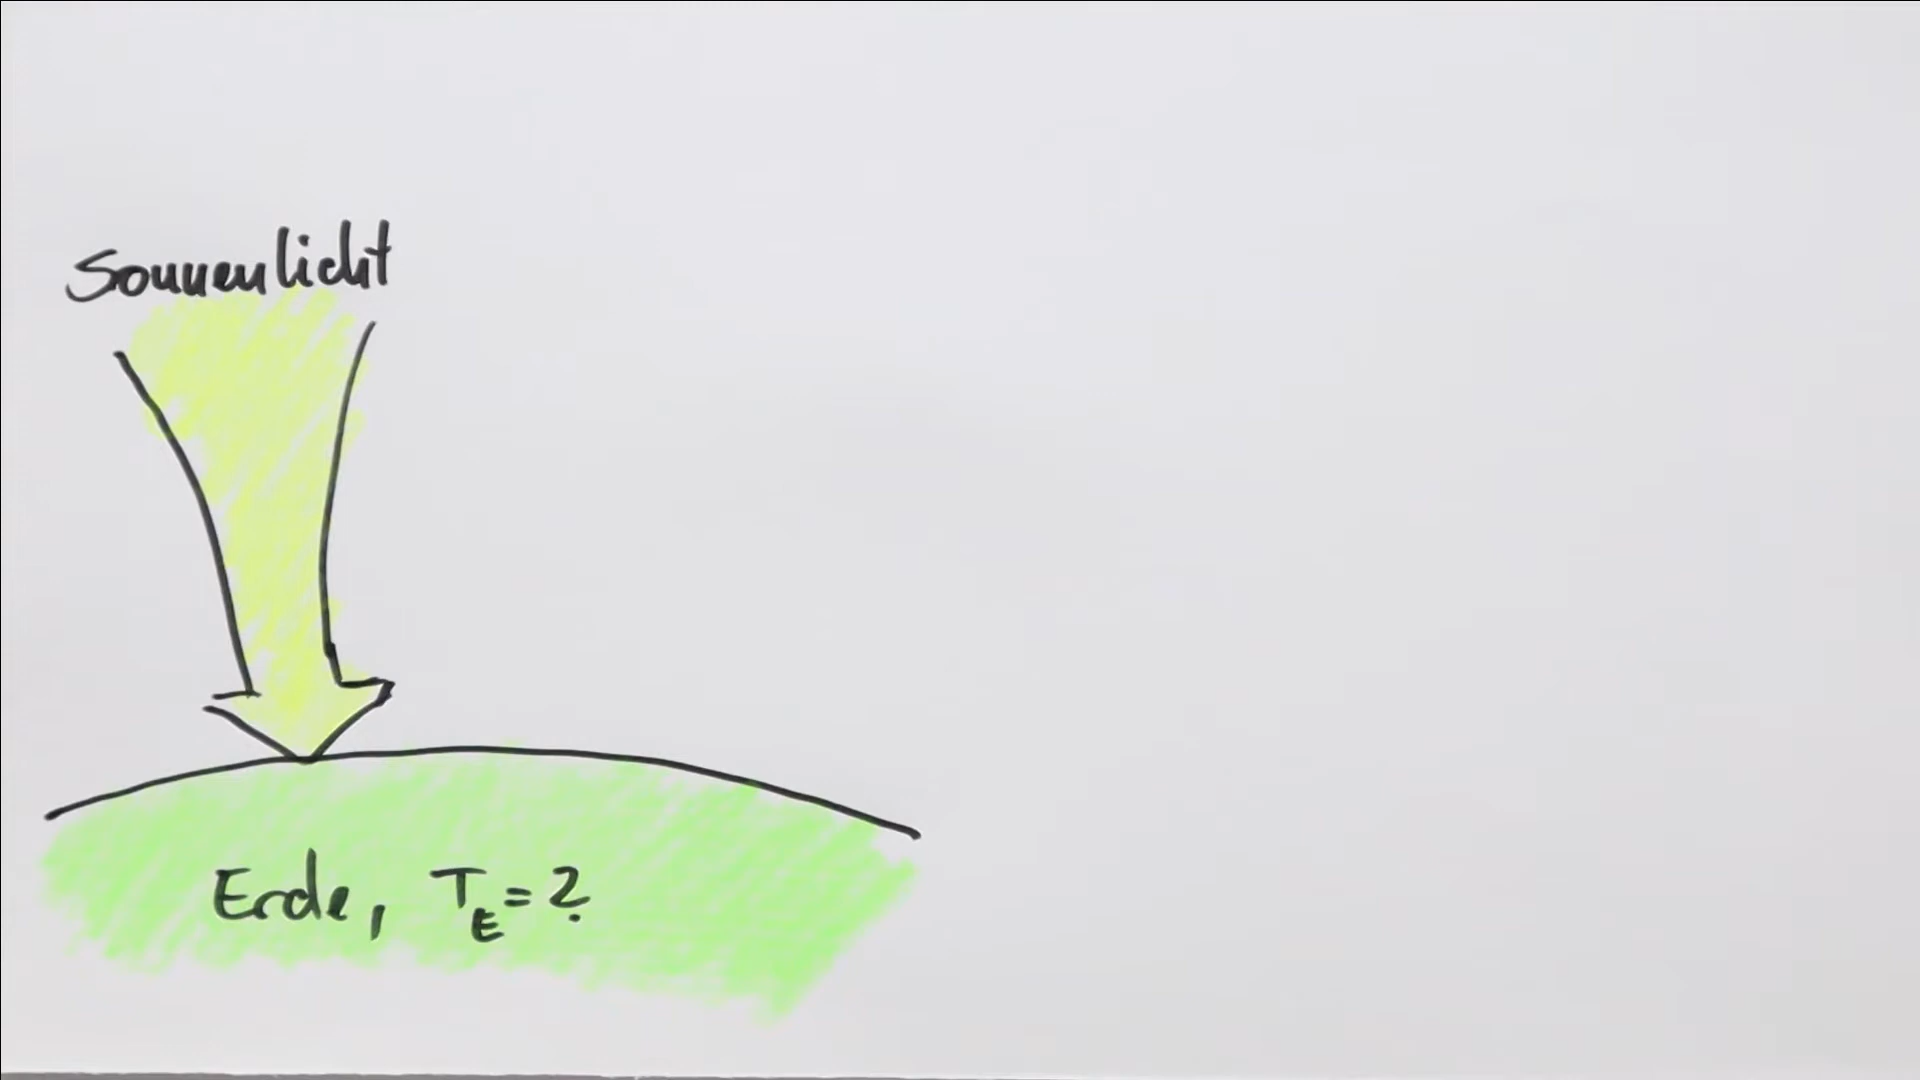 Sonnenlicht
Erde, T_E = ?